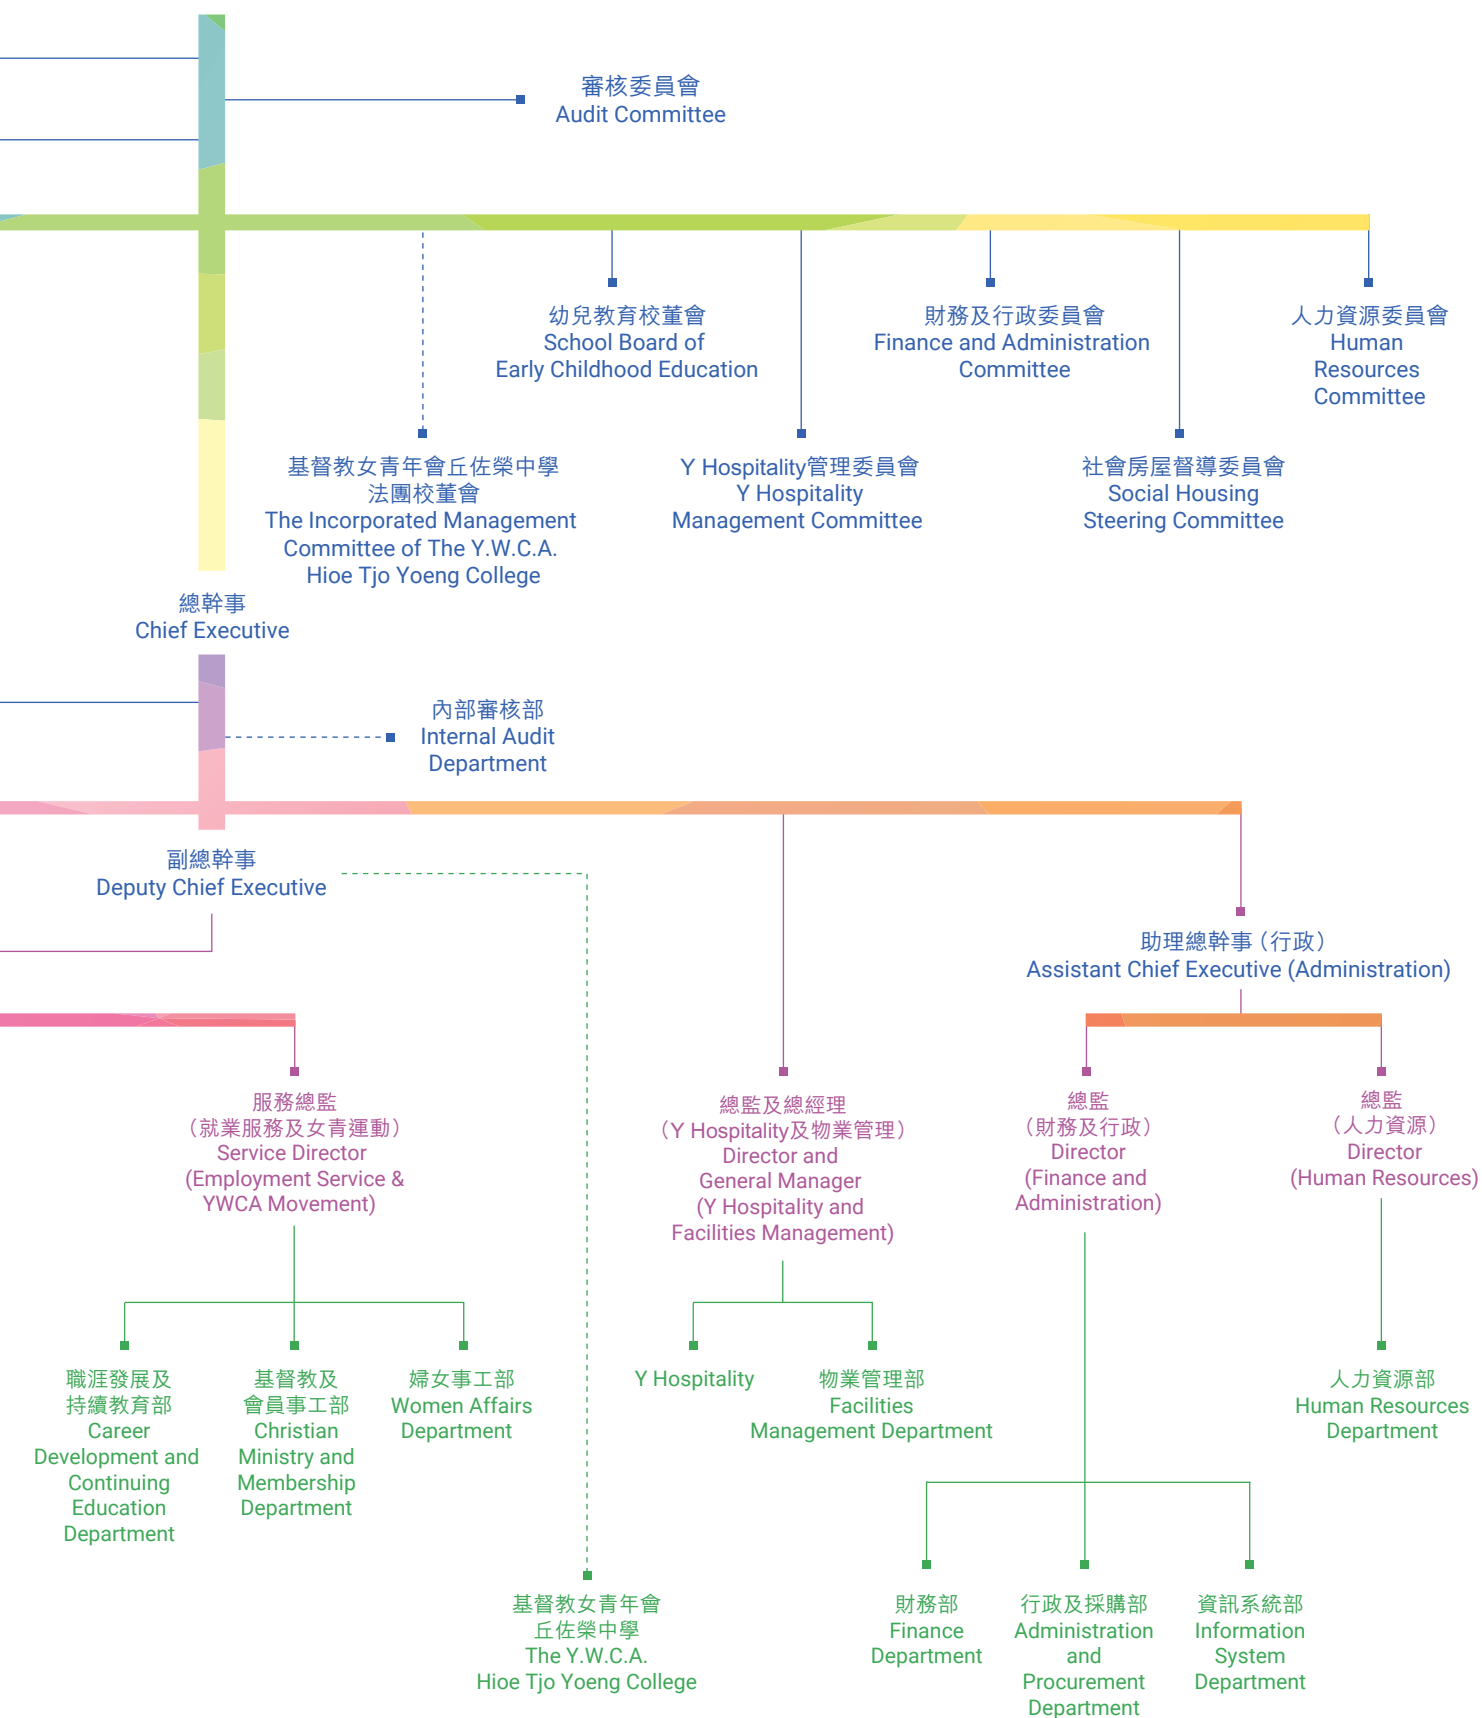 審核委員會
Audit Committee
幼兒教育校董會
School Board of
Early Childhood Education
財務及行政委員會
Finance and Administration
Committee
人力資源委員會
Human
Resources
Committee
基督教女青年會丘佐榮中學
法團校董會
The Incorporated Management
Committee of The Y.W.C.A.
Hioe Tjo Yoeng College
Y Hospitality管理委員會
Y Hospitality
Management Committee
社會房屋督導委員會
Social Housing
Steering Committee
總幹事
Chief Executive
內部審核部
Internal Audit
Department
副總幹事
Deputy Chief Executive
助理總幹事（行政）
Assistant Chief Executive (Administration)
服務總監
（就業服務及女青運動）
Service Director
(Employment Service &
YWCA Movement)
總監及總經理
（Y Hospitality及物業管理）
Director and
General Manager
(Y Hospitality and
Facilities Management)
總監
（財務及行政）
Director
(Finance and
Administration)
總監
（人力資源）
Director
(Human Resources)
職涯發展及
持續教育部
Career
Development and
Continuing
Education
Department
基督教及
會員事工部
Christian
Ministry and
Membership
Department
婦女事工部
Women Affairs
Department
Y Hospitality
物業管理部
Facilities
Management Department
人力資源部
Human Resources
Department
基督教女青年會
丘佐榮中學
The Y.W.C.A.
Hioe Tjo Yoeng College
財務部
Finance
Department
行政及採購部
Administration
and
Procurement
Department
資訊系統部
Information
System
Department